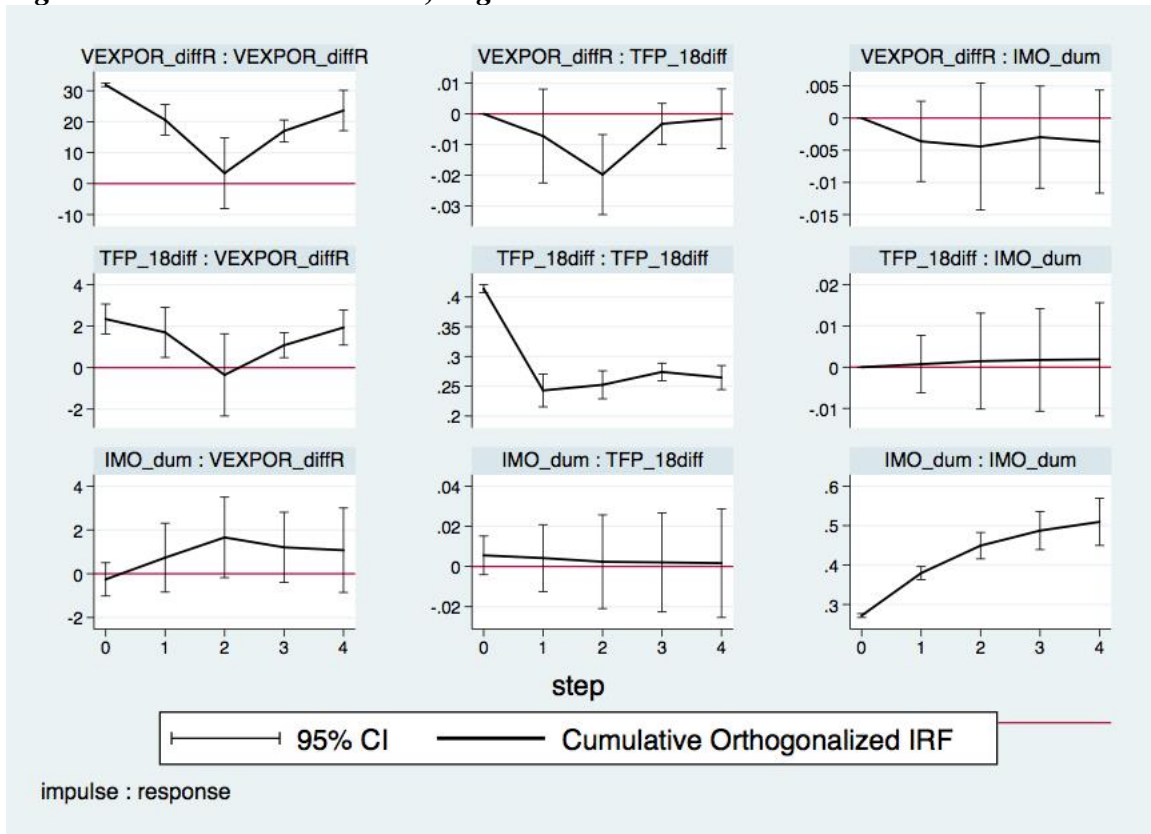 VEXPOR_diffR : VEXPOR_diffR VEXPOR_diffR : TFP_18diff VEXPOR_diffR : IMO_dum
30 .01 .005
20 0 0
10 -.01 -.005
0 -.02 -.01
-10 -.03 -.015
TFP_18diff : VEXPOR_diffR TFP_18diff : TFP_18diff TFP_18diff : IMO_dum
4 .4 .02
2 .35 .01
0 .3 0
-2 .25 -.01
.2
IMO_dum : VEXPOR_diffR IMO_dum : TFP_18diff IMO_dum : IMO_dum
4 .04 .6
2 .02 .5
0 0 .4
-2 -.02 .3
0 1 2 3 4 0 1 2 3 4 0 1 2 3 4
step
95% CI Cumulative Orthogonalized IRF
impulse : response